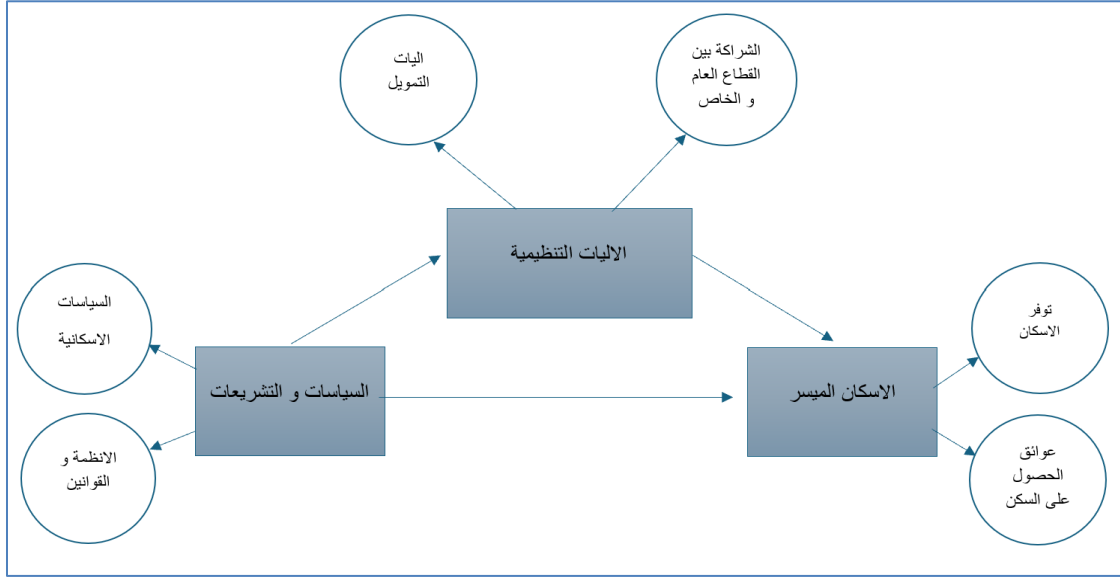 الشراكة بين
القطاع العام
و الخاص
اليات
التمويل
الاليات التنظيمية
توفر
الاسكان
السياسات
الاسكانية
الاسكان الميسر
السياسات و التشريعات
عوائق
الحصول
على السكن
الانظمة و
القوانين